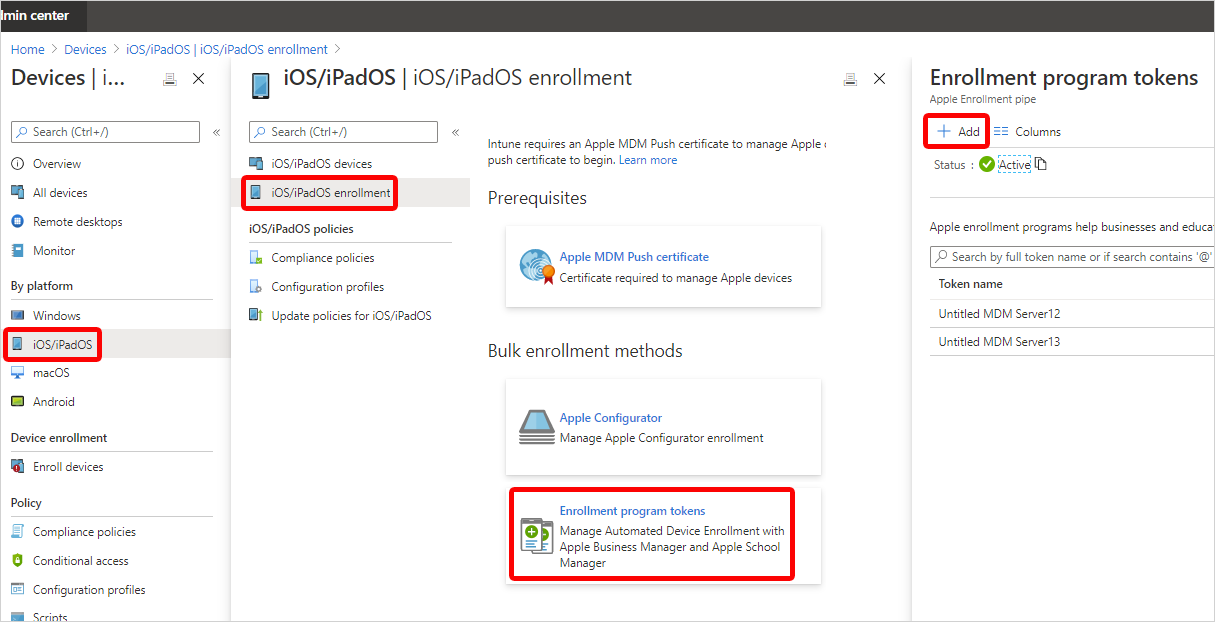 lmin center
Home > Devices > iOS/iPadOS | iOS/iPadOS enrollment >
Devices | i...
Search (Ctrl+/)
«
Overview
All devices
Remote desktops
Monitor
By platform
Windows
iOS/iPadOS
macOS
Android
Device enrollment
Enroll devices
Policy
Compliance policies
Conditional access
Configuration profiles
Scripts
iOS/iPadOS | iOS/iPadOS enrollment
Search (Ctrl+/)
«
iOS/iPadOS devices
iOS/iPadOS enrollment
iOS/iPadOS policies
Compliance policies
Configuration profiles
Update policies for iOS/iPadOS
Intune requires an Apple MDM Push certificate to manage Apple
push certificate to begin. Learn more
Prerequisites
Apple MDM Push certificate
Certificate required to manage Apple devices
Bulk enrollment methods
Apple Configurator
Manage Apple Configurator enrollment
Enrollment program tokens
Manage Automated Device Enrollment with
Apple Business Manager and Apple School
Manager
Enrollment program tokens
Apple Enrollment pipe
+ Add Columns
Status : Active
Apple enrollment programs help businesses and educa
Search by full token name or if search contains '@'
Token name
Untitled MDM Server12
Untitled MDM Server13